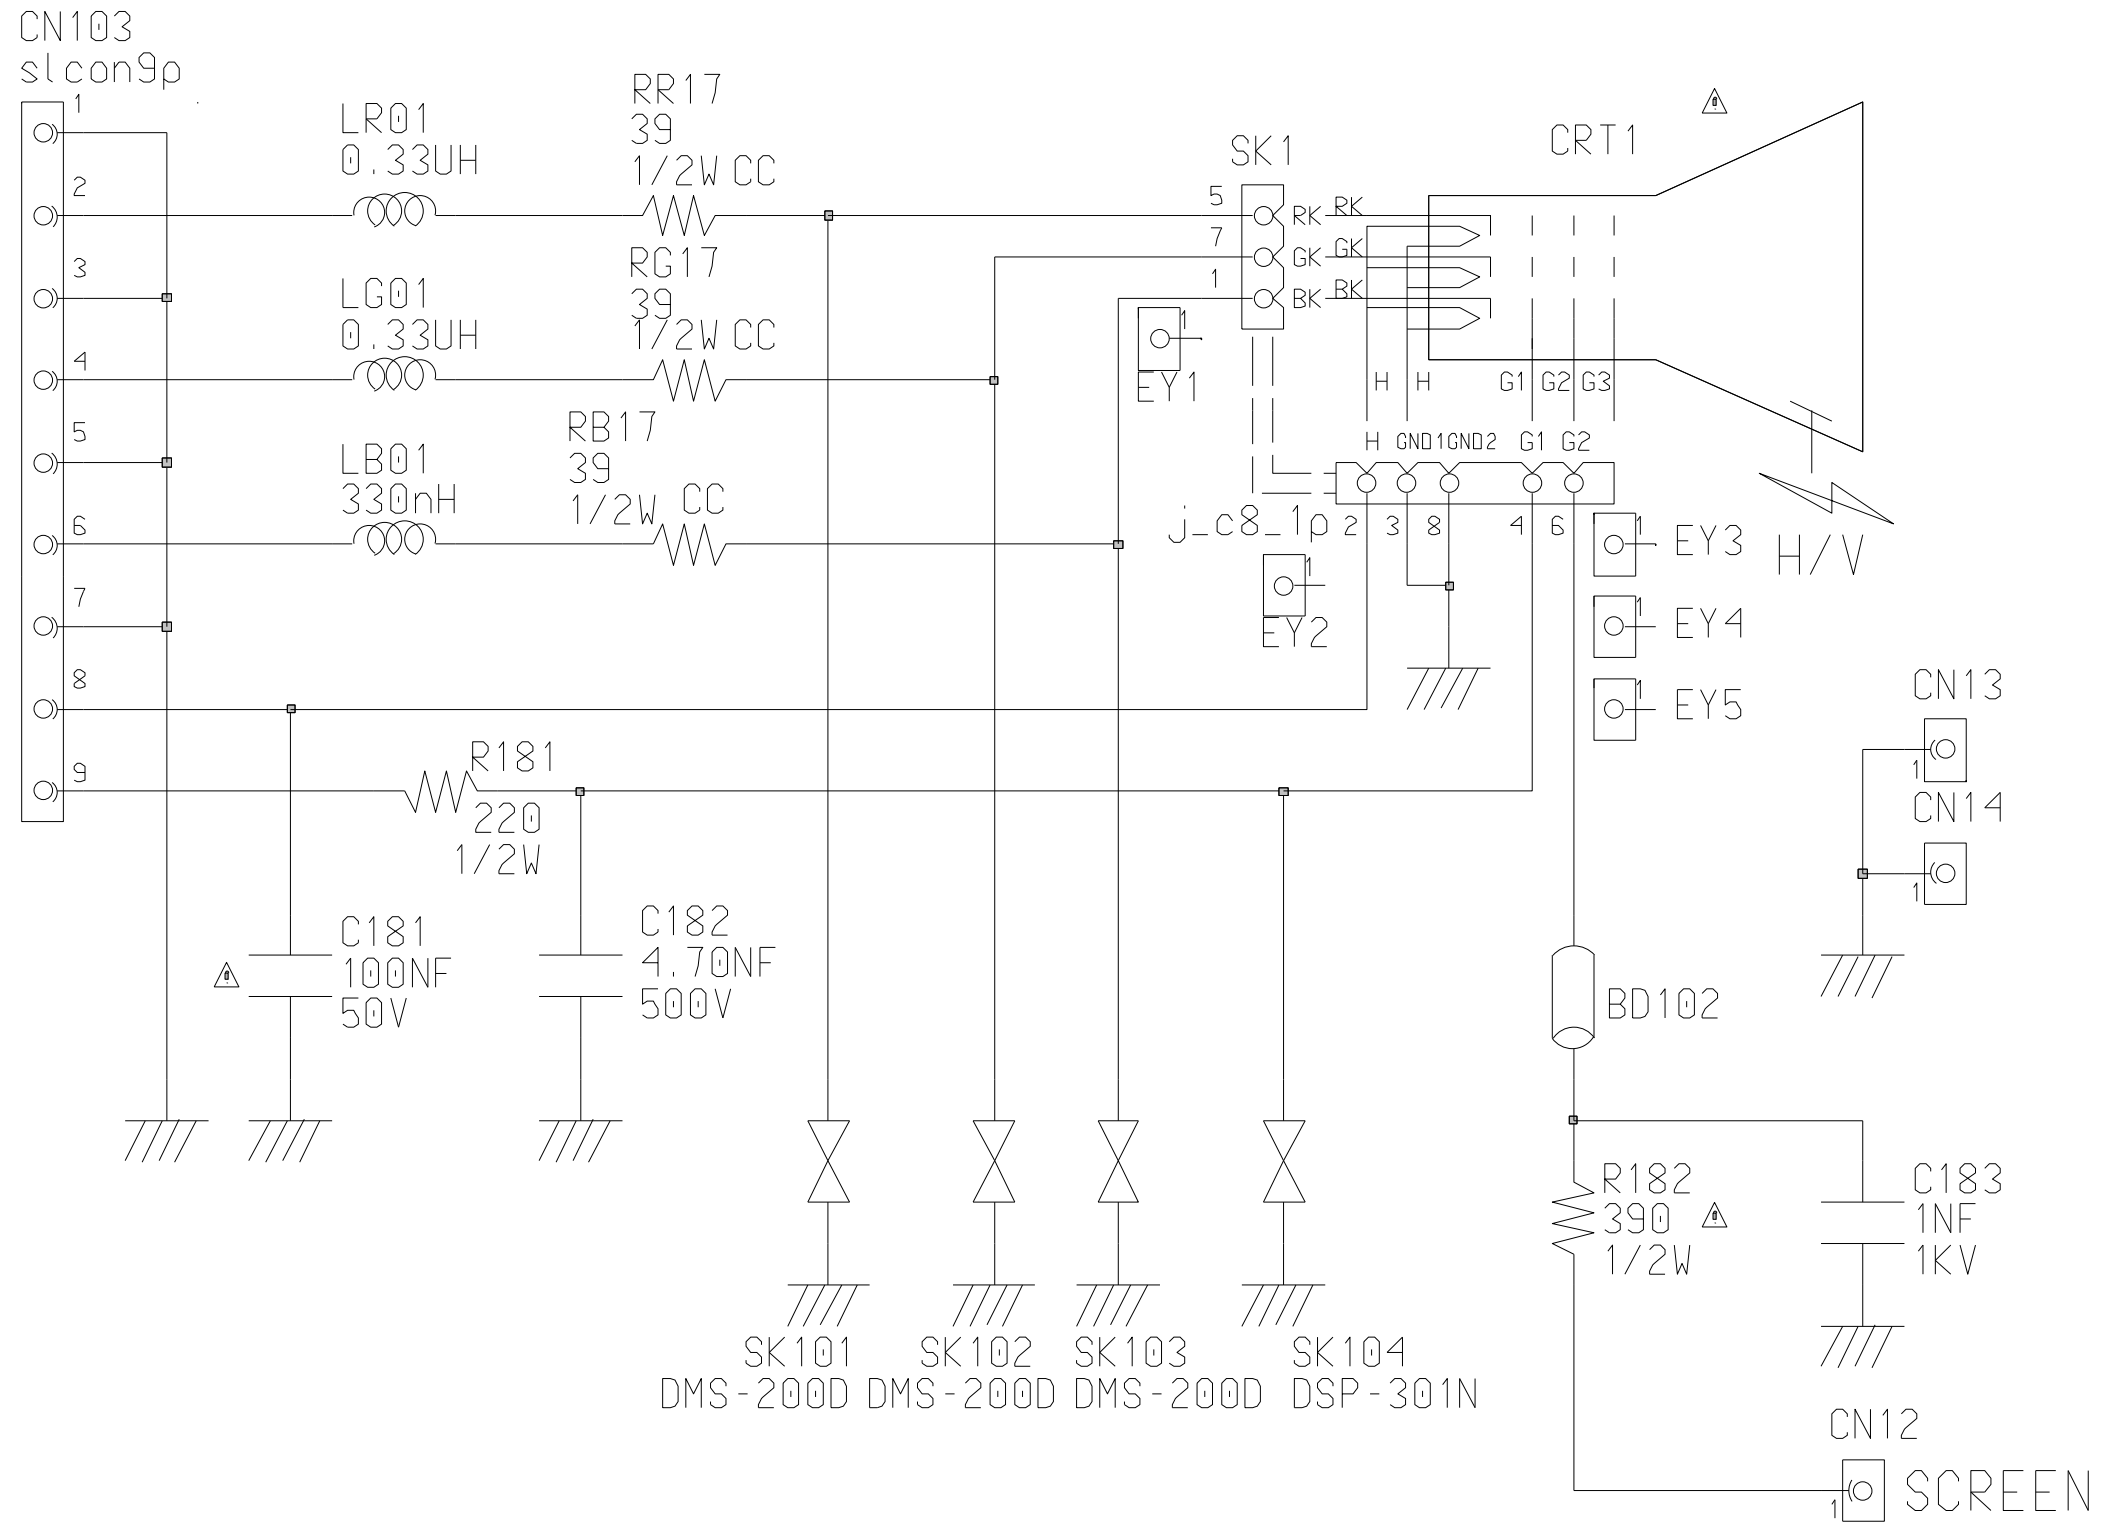 CN103
slcon9p
1
2
3
4
5
6
7
8
9
LR01
0.33UH
RR17
39
1/2W CC
LG01
0.33UH
RG17
39
1/2W CC
LB01
330nH
RB17
39
1/2W CC
R181
220
1/2W
C181
100NF
50V
C182
4.70NF
500V
SK1
5
7
1
RK RK
GK GK
BK BK
CRT1
H H G1 G2 G3
H GND1 GND2 G1 G2
j_c8_1p 2 3 8 4 6
1
EY1
1
EY2
1
EY3
1
EY4
1
EY5
H/V
CN13
1
CN14
1
BD102
R182
390
1/2W
C183
1NF
1KV
SK101
DMS-200D
SK102
DMS-200D
SK103
DMS-200D
SK104
DSP-301N
CN12
1
SCREEN